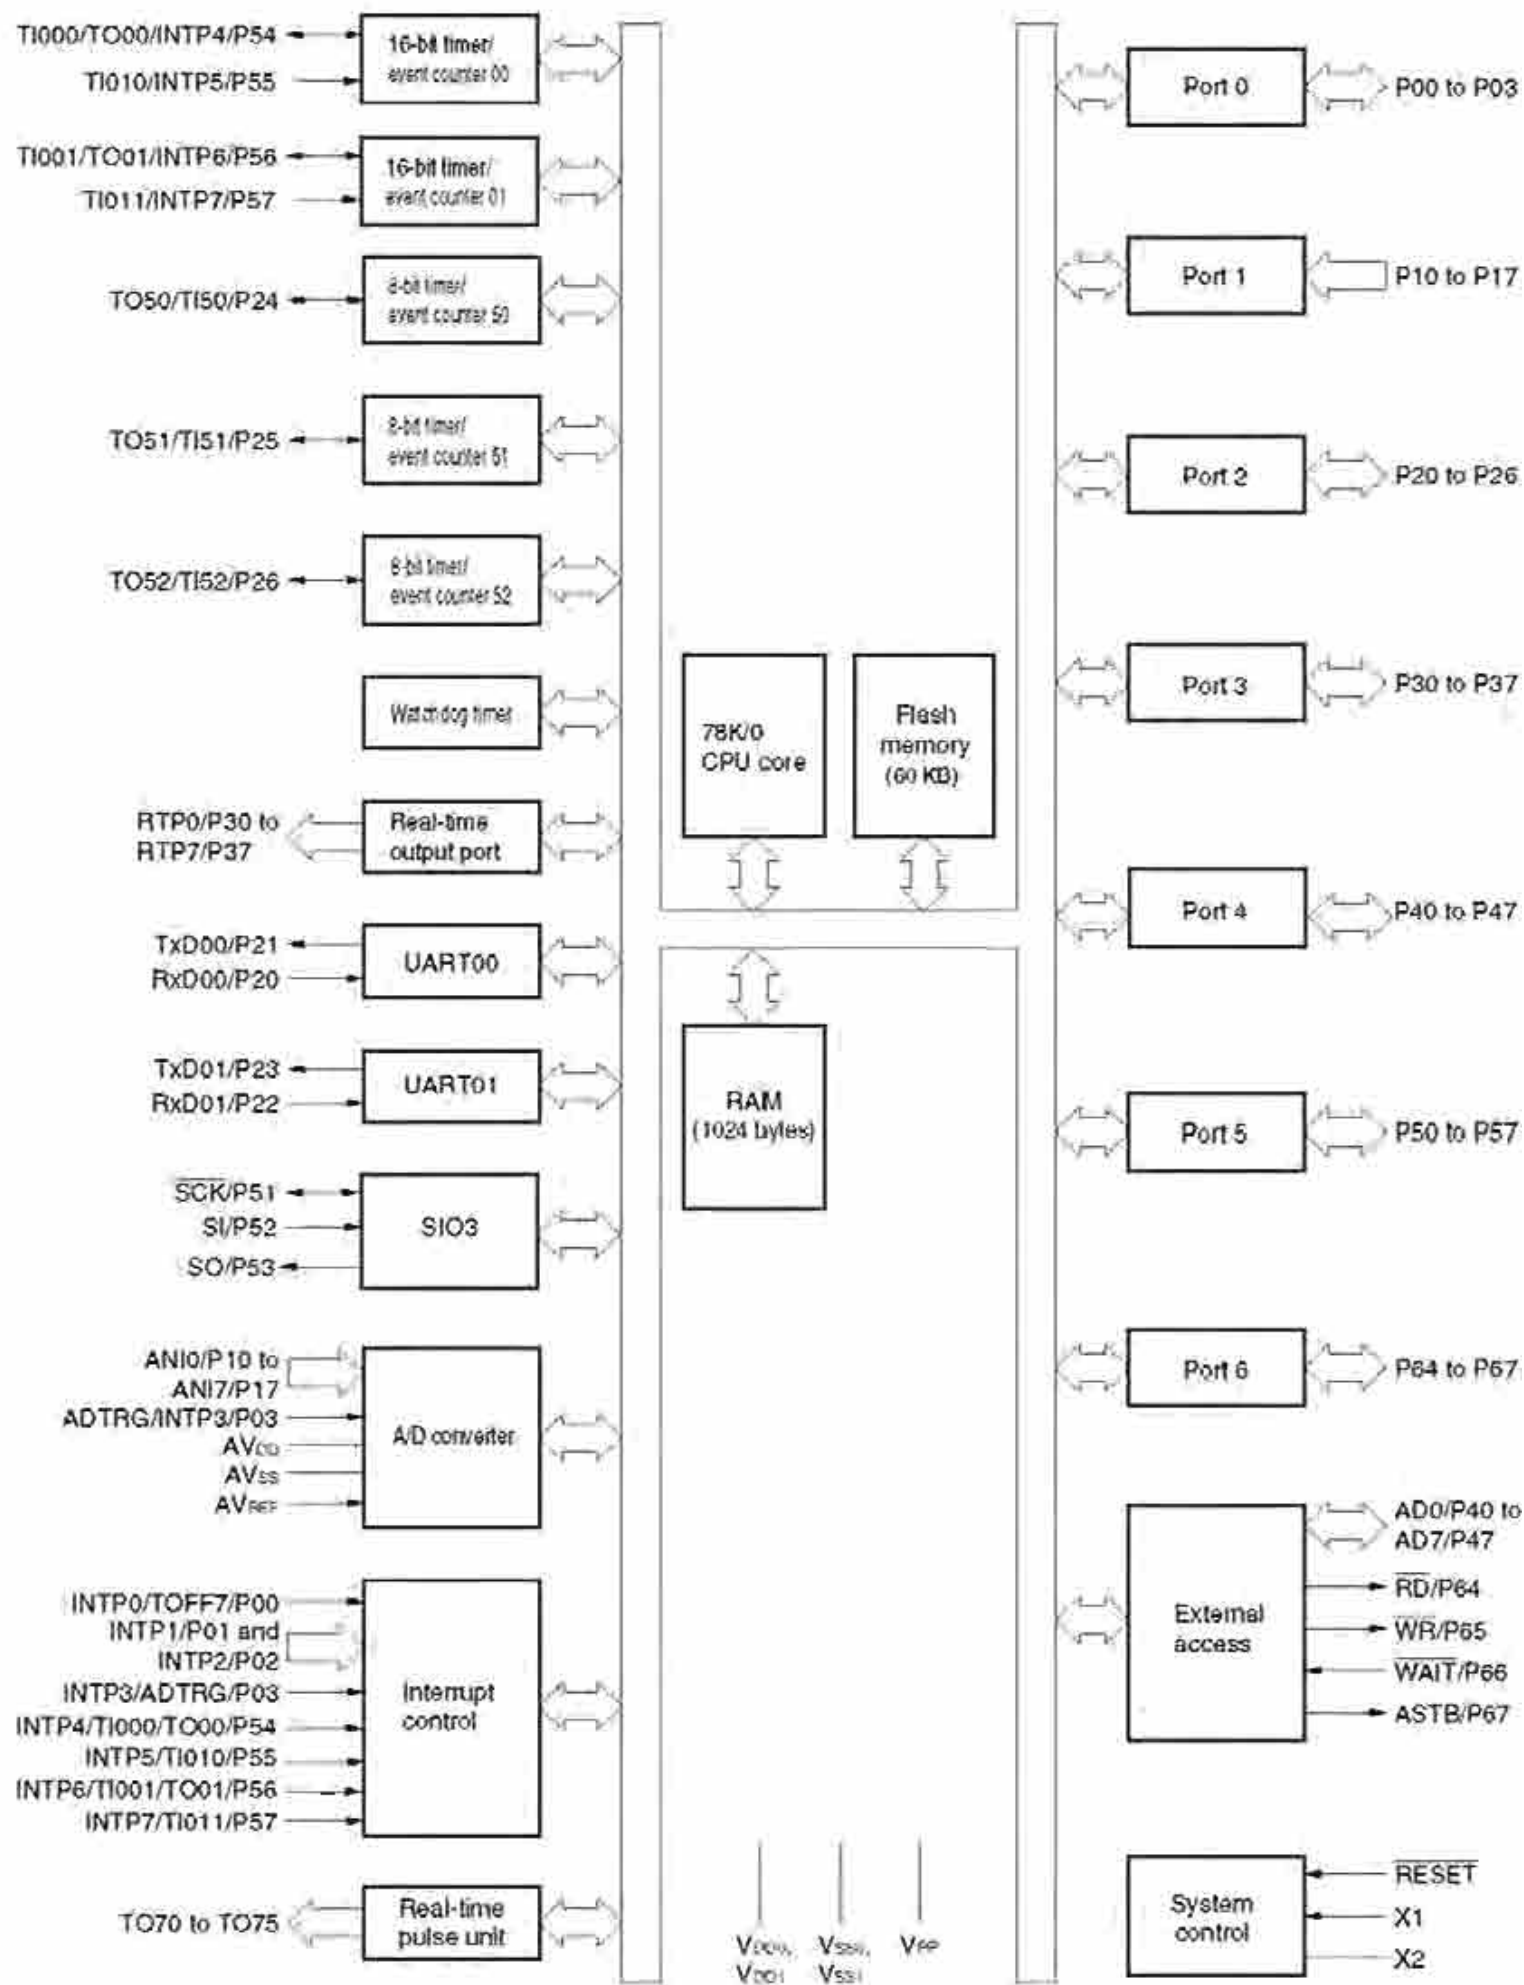 TI000/TO00/INTP4/P54
TI010/INTP5/P55
16-bit timer/
event counter 00
TI001/TO01/INTP6/P56
TI011/INTP7/P57
16-bit timer/
event counter 01
TO50/TI50/P24
8-bit timer/
event counter 50
TO51/TI51/P25
8-bit timer/
event counter 51
TO52/TI52/P26
8-bit timer/
event counter 52
Watchdog timer
RTP0/P30 to
RTP7/P37
Real-time
output port
TxD00/P21
RxD00/P20
UART00
TxD01/P23
RxD01/P22
UART01
SCK/P51
SI/P52
SO/P53
SIO3
ANI0/P10 to
ANI7/P17
ADTRG/INTP3/P03
AVDD
AVSS
AVREF
A/D converter
INTP0/TOFF7/P00
INTP1/P01 and
INTP2/P02
INTP3/ADTRG/P03
INTP4/TI000/TO00/P54
INTP5/TI010/P55
INTP6/TI001/TO01/P56
INTP7/TI011/P57
Interrupt
control
TO70 to TO75
Real-time
pulse unit
78K/0
CPU core
Flash
memory
(60 KB)
RAM
(1024 bytes)
VDD0,
VDD1
VSS0,
VSS1
VPP
Port 0
P00 to P03
Port 1
P10 to P17
Port 2
P20 to P26
Port 3
P30 to P37
Port 4
P40 to P47
Port 5
P50 to P57
Port 6
P64 to P67
External
access
AD0/P40 to
AD7/P47
RD/P64
WR/P65
WAIT/P66
ASTB/P67
System
control
RESET
X1
X2